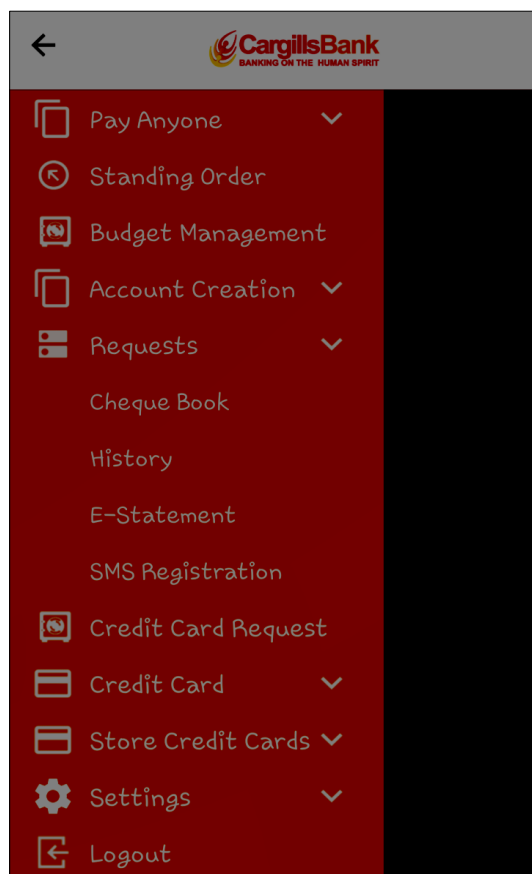 CargillsBank
BANKING ON THE HUMAN SPIRIT
Pay Anyone
Standing Order
Budget Management
Account Creation
Requests
Cheque Book
History
E-Statement
SMS Registration
Credit Card Request
Credit Card
Store Credit Cards
Settings
Logout